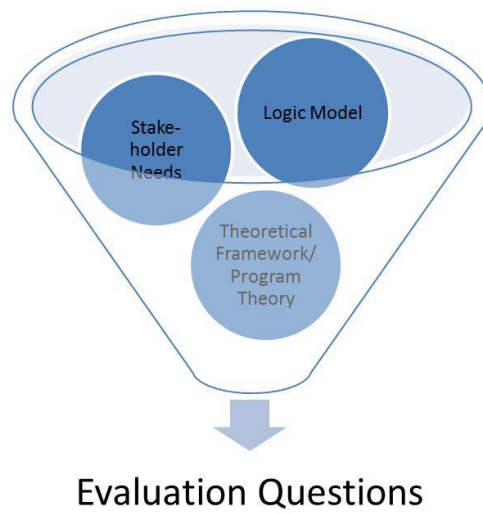 Logic Model
Stake-
holder
Needs
Theoretical
Framework/
Program
Theory
Evaluation Questions